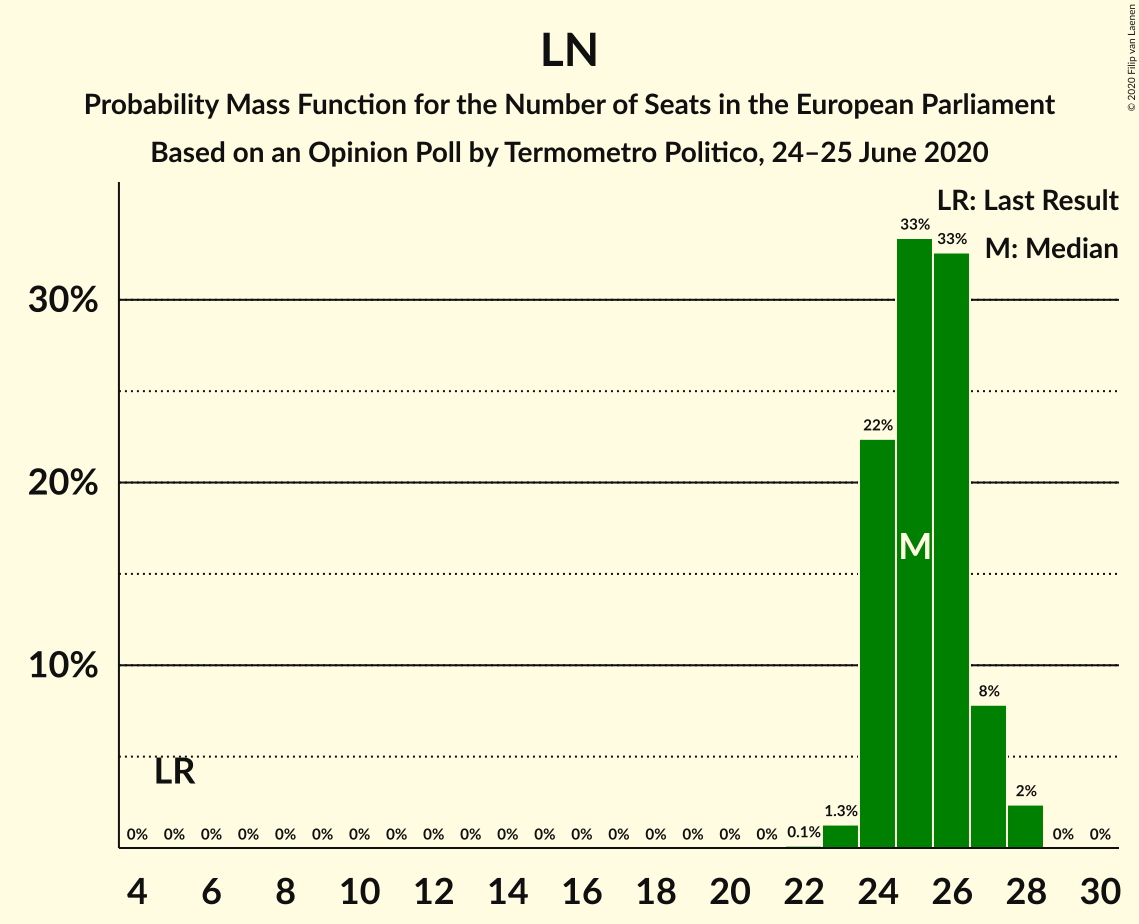 LN
Probability Mass Function for the Number of Seats in the European Parliament
Based on an Opinion Poll by Termometro Politico, 24–25 June 2020
© 2020 Filip van Laenen
LR: Last Result
M: Median
33%
33%
30%
22%
20%
M
10%
8%
LR
2%
1.3%
0% 0% 0% 0% 0% 0% 0% 0% 0% 0% 0% 0% 0% 0% 0% 0% 0% 0% 0.1% 0% 0%
4 6 8 10 12 14 16 18 20 22 24 26 28 30